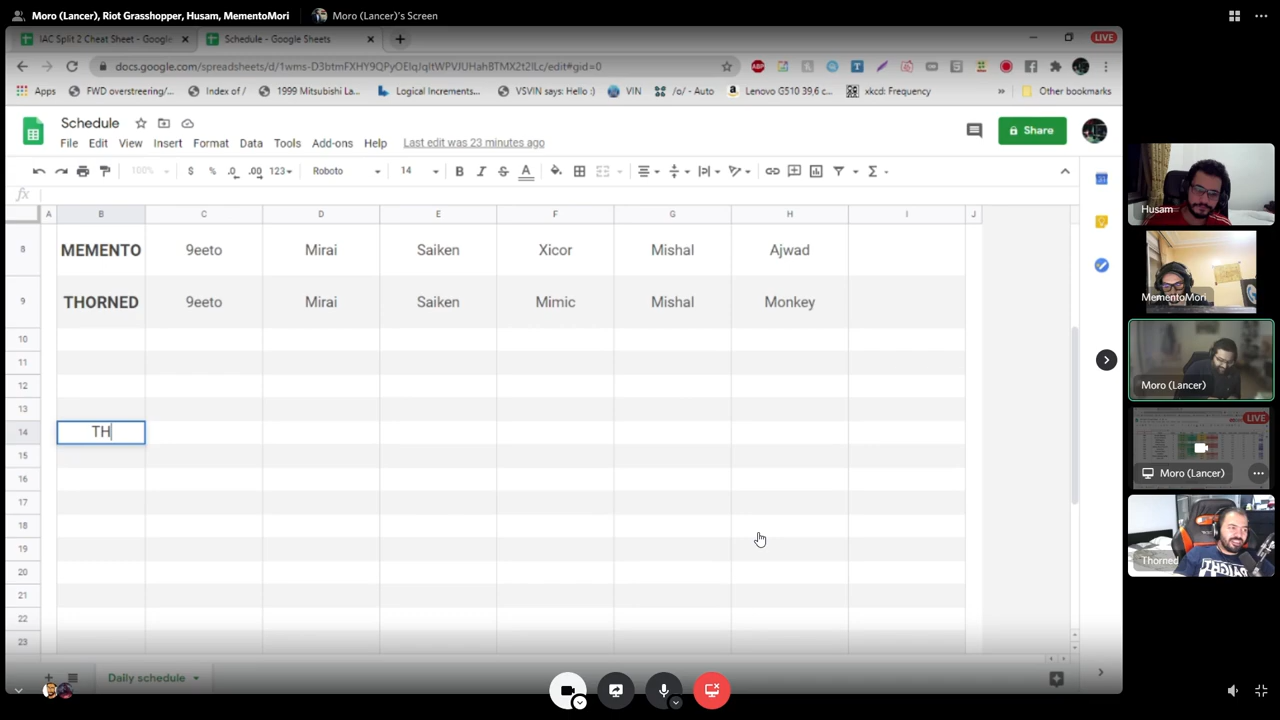 Moro (Lancer), Riot Grasshopper, Husam, MementoMori
Moro (Lancer)'s Screen
IAC Split 2 Cheat Sheet - Google
Schedule - Google Sheets
LIVE
docs.google.com/spreadsheets/d/1wms-D3btmFXHY9QPyOElqJqltWPVJUHahBTMX2t2ILc/edit#gid=0
Apps
FWD overstreering/...
Index of /
1999 Mitsubishi La...
Logical Increments...
VSVIN says: Hello :)
VIN
/o/ - Auto
Lenovo G510 39,6 c...
xkcd: Frequency
»
Other bookmarks
Schedule
File Edit View Insert Format Data Tools Add-ons Help Last edit was 23 minutes ago
Share
100% $ % .0 .00 123 Roboto 14 B I S A
fx
A B C D E F G H I J
8 MEMENTO 9eeto Mirai Saiken Xicor Mishal Ajwad
9 THORNED 9eeto Mirai Saiken Mimic Mishal Monkey
10
11
12
13
14 TH
15
16
17
18
19
20
21
22
23
Daily schedule
Husam
MementoMori
Moro (Lancer)
LIVE
Moro (Lancer)
Thorned